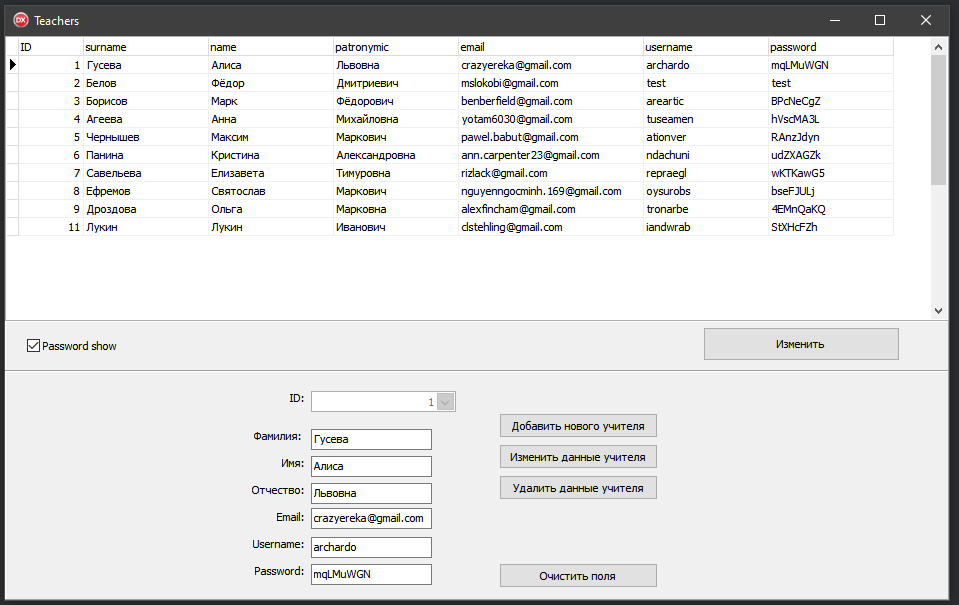 DX Teachers
ID surname name patronymic email username password
1 Гусева Алиса Львовна crazyereka@gmail.com archardo mqLMuWGN
2 Белов Фёдор Дмитриевич mslokobi@gmail.com test test
3 Борисов Марк Фёдорович benberfield@gmail.com areartic BPcNeCgZ
4 Агеева Анна Михайловна yotam6030@gmail.com tuseamen hVscMA3L
5 Чернышев Максим Маркович pawel.babut@gmail.com ationver RAnzJdyn
6 Панина Кристина Александровна ann.carpenter23@gmail.com ndachuni udZXAGZk
7 Савельева Елизавета Тимуровна rizlack@gmail.com repraegl wKTKawG5
8 Ефремов Святослав Маркович nguyenngocminh.169@gmail.com oysurobs bseFJULj
9 Дроздова Ольга Марковна alexfincham@gmail.com tronarbe 4EMnQaKQ
11 Лукин Лукин Иванович clstehling@gmail.com iandwrab StXHcFZh
Password show Изменить
ID: 1
Фамилия: Гусева
Добавить нового учителя
Имя: Алиса
Изменить данные учителя
Отчество: Львовна
Удалить данные учителя
Email: crazyereka@gmail.com
Username: archardo
Password: mqLMuWGN
Очистить поля